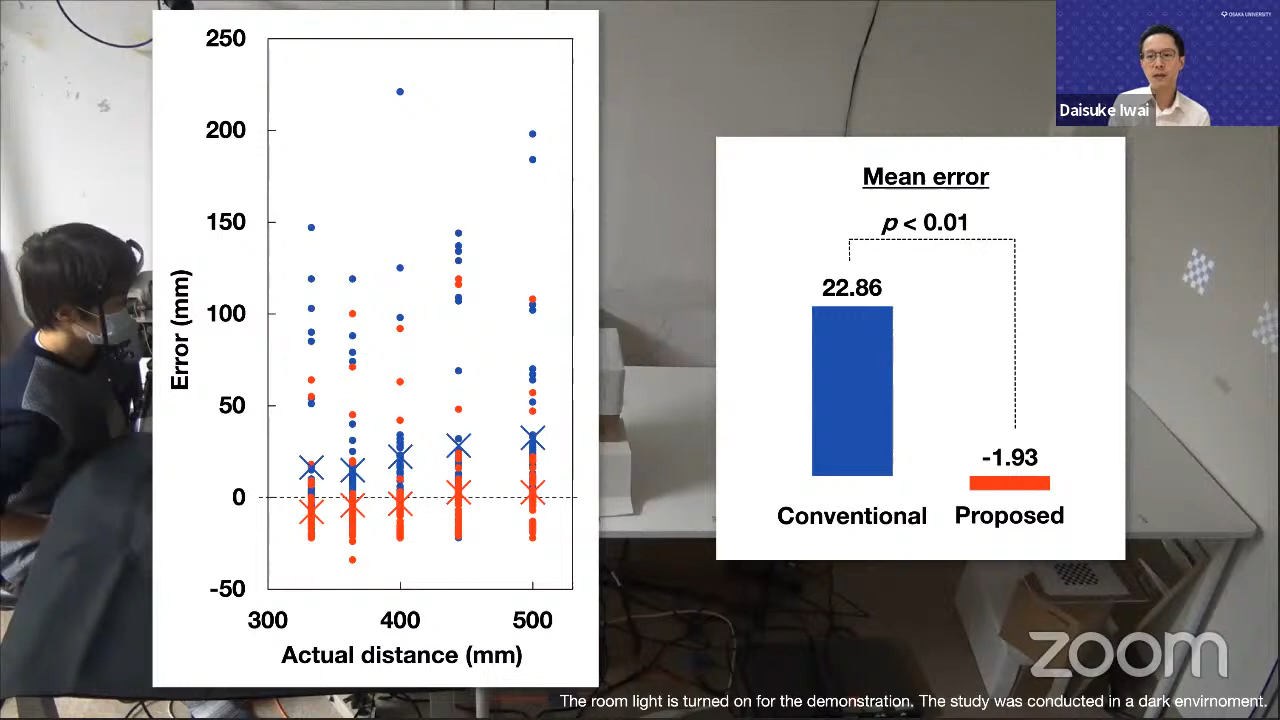 250
200
150
100
50
0
-50
300
400
500
Error (mm)
Actual distance (mm)
Mean error
p < 0.01
22.86
-1.93
Conventional
Proposed
OSAKA UNIVERSITY
Daisuke Iwai
zoom
The room light is turned on for the demonstration. The study was conducted in a dark envirnoment.